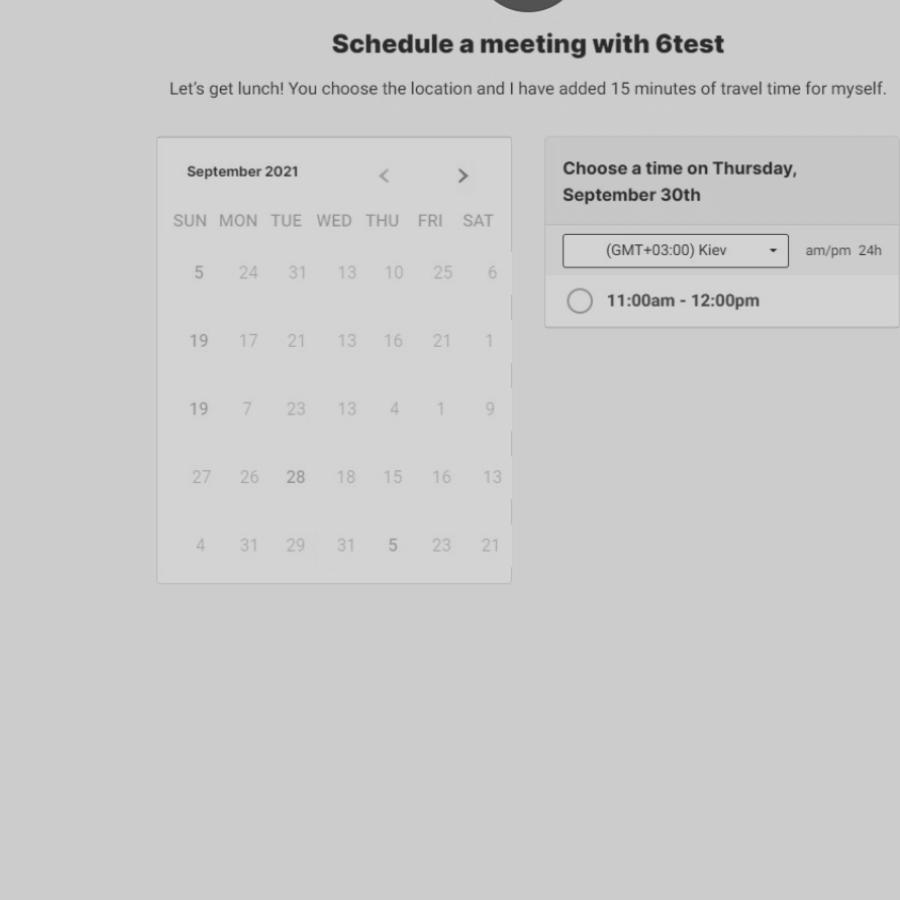 Schedule a meeting with 6test
Let's get lunch! You choose the location and I have added 15 minutes of travel time for myself.
September 2021
SUN MON TUE WED THU FRI SAT
5 24 31 13 10 25 6
19 17 21 13 16 21 1
19 7 23 13 4 1 9
27 26 28 18 15 16 13
4 31 29 31 5 23 21
Choose a time on Thursday,
September 30th
(GMT+03:00) Kiev am/pm 24h
11:00am - 12:00pm